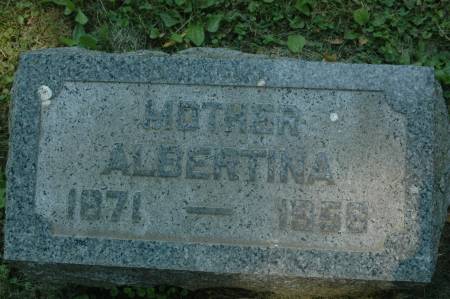 MOTHER
ALBERTINA
1871 — 1958